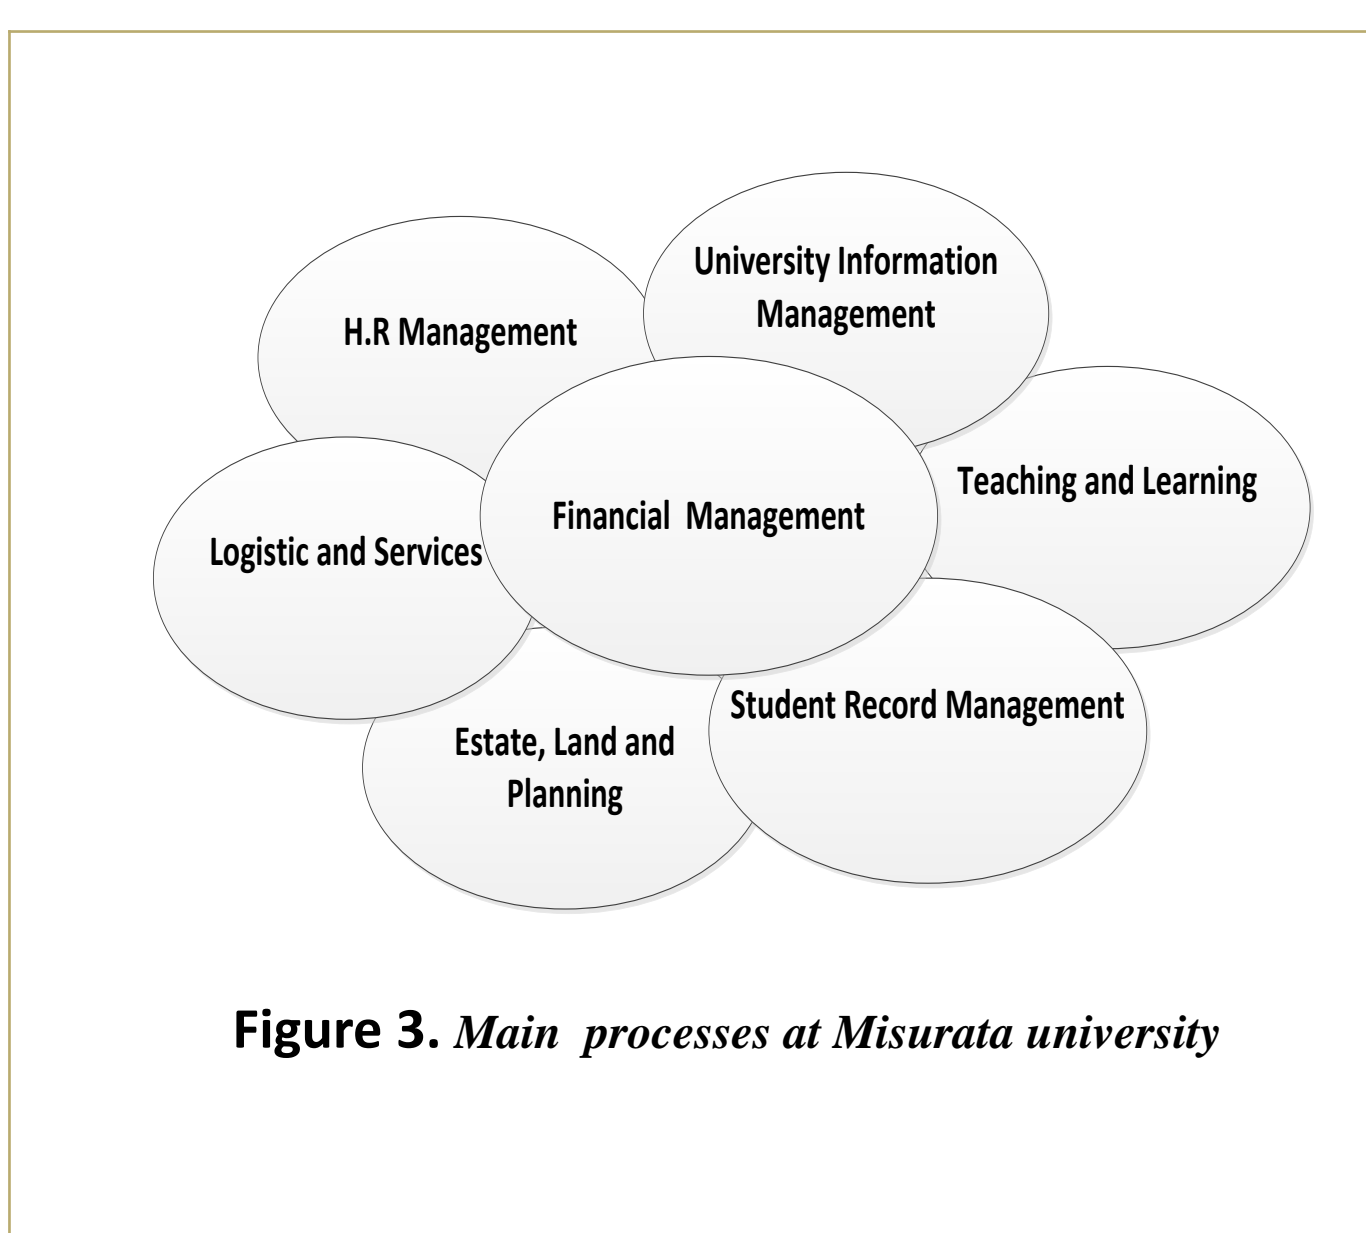 University Information
Management
H.R Management
Teaching and Learning
Financial  Management
Logistic and Services
Student Record Management
Estate, Land and
Planning
Figure 3. Main  processes at Misurata university